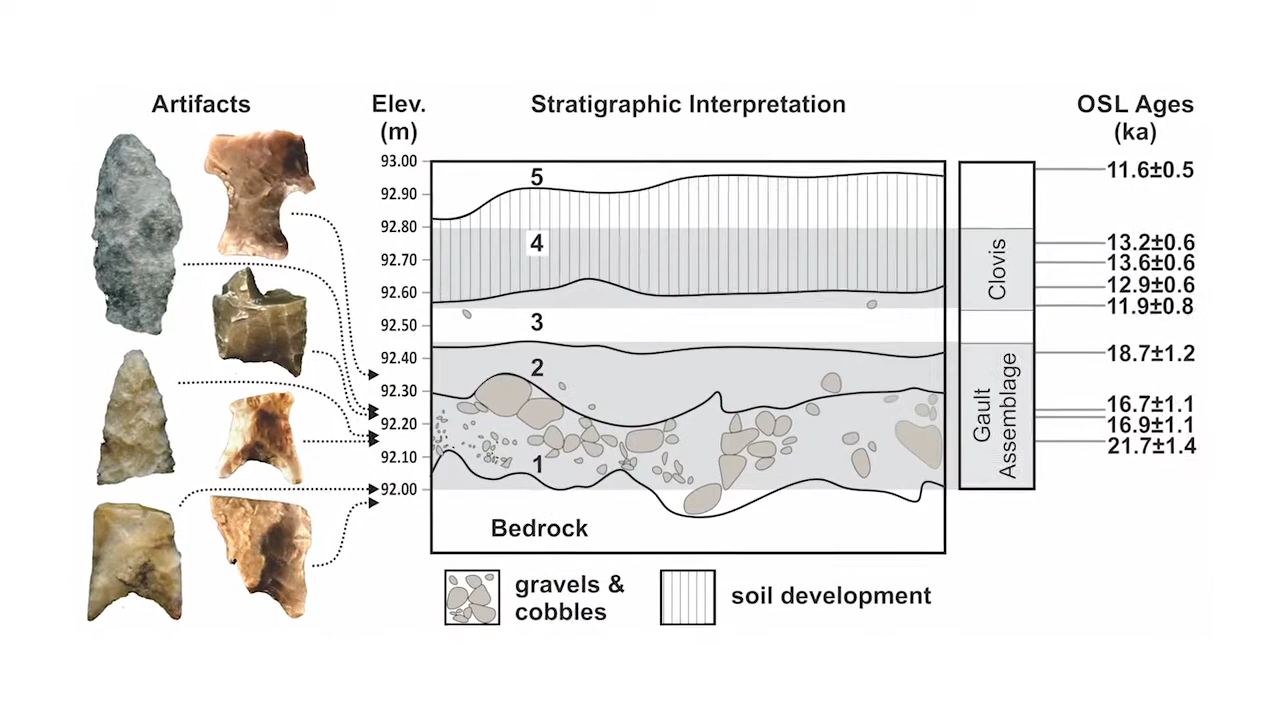 Artifacts
Elev.
(m)
Stratigraphic Interpretation
OSL Ages
(ka)
93.00
92.90
92.80
92.70
92.60
92.50
92.40
92.30
92.20
92.10
92.00
5
4
3
2
1
Bedrock
Clovis
Gault
Assemblage
11.6±0.5
13.2±0.6
13.6±0.6
12.9±0.6
11.9±0.8
18.7±1.2
16.7±1.1
16.9±1.1
21.7±1.4
gravels &
cobbles
soil development